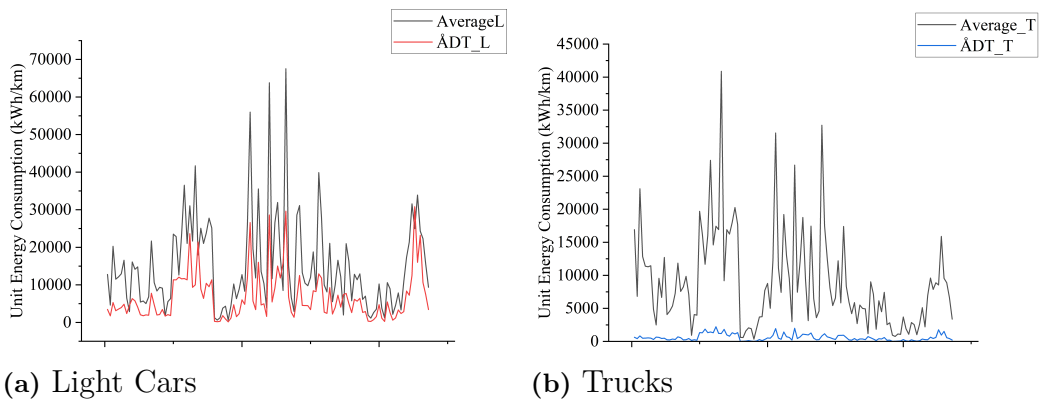 AverageL
ÅDT_L
70000
60000
50000
40000
30000
20000
10000
0
Unit Energy Consumption (kWh/km)
(a) Light Cars
Average_T
ÅDT_T
45000
40000
35000
30000
25000
20000
15000
10000
5000
0
Unit Energy Consumption (kWh/km)
(b) Trucks